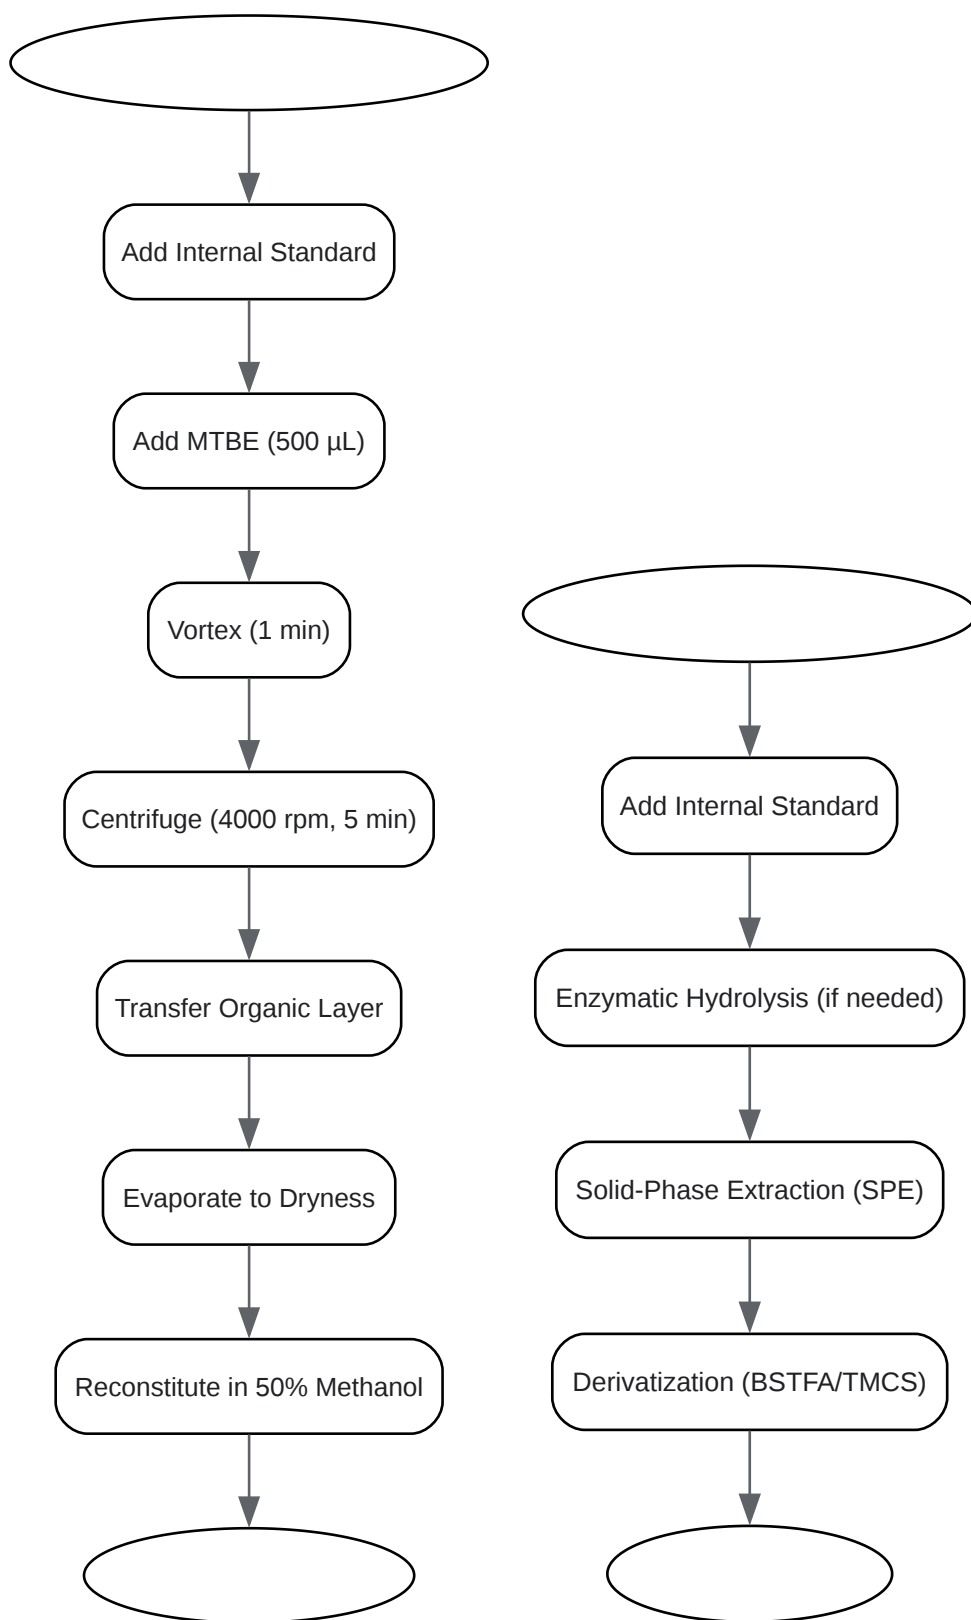 Add Internal Standard
Add MTBE (500 µL)
Vortex (1 min)
Centrifuge (4000 rpm, 5 min)
Transfer Organic Layer
Evaporate to Dryness
Reconstitute in 50% Methanol
Add Internal Standard
Enzymatic Hydrolysis (if needed)
Solid-Phase Extraction (SPE)
Derivatization (BSTFA/TMCS)